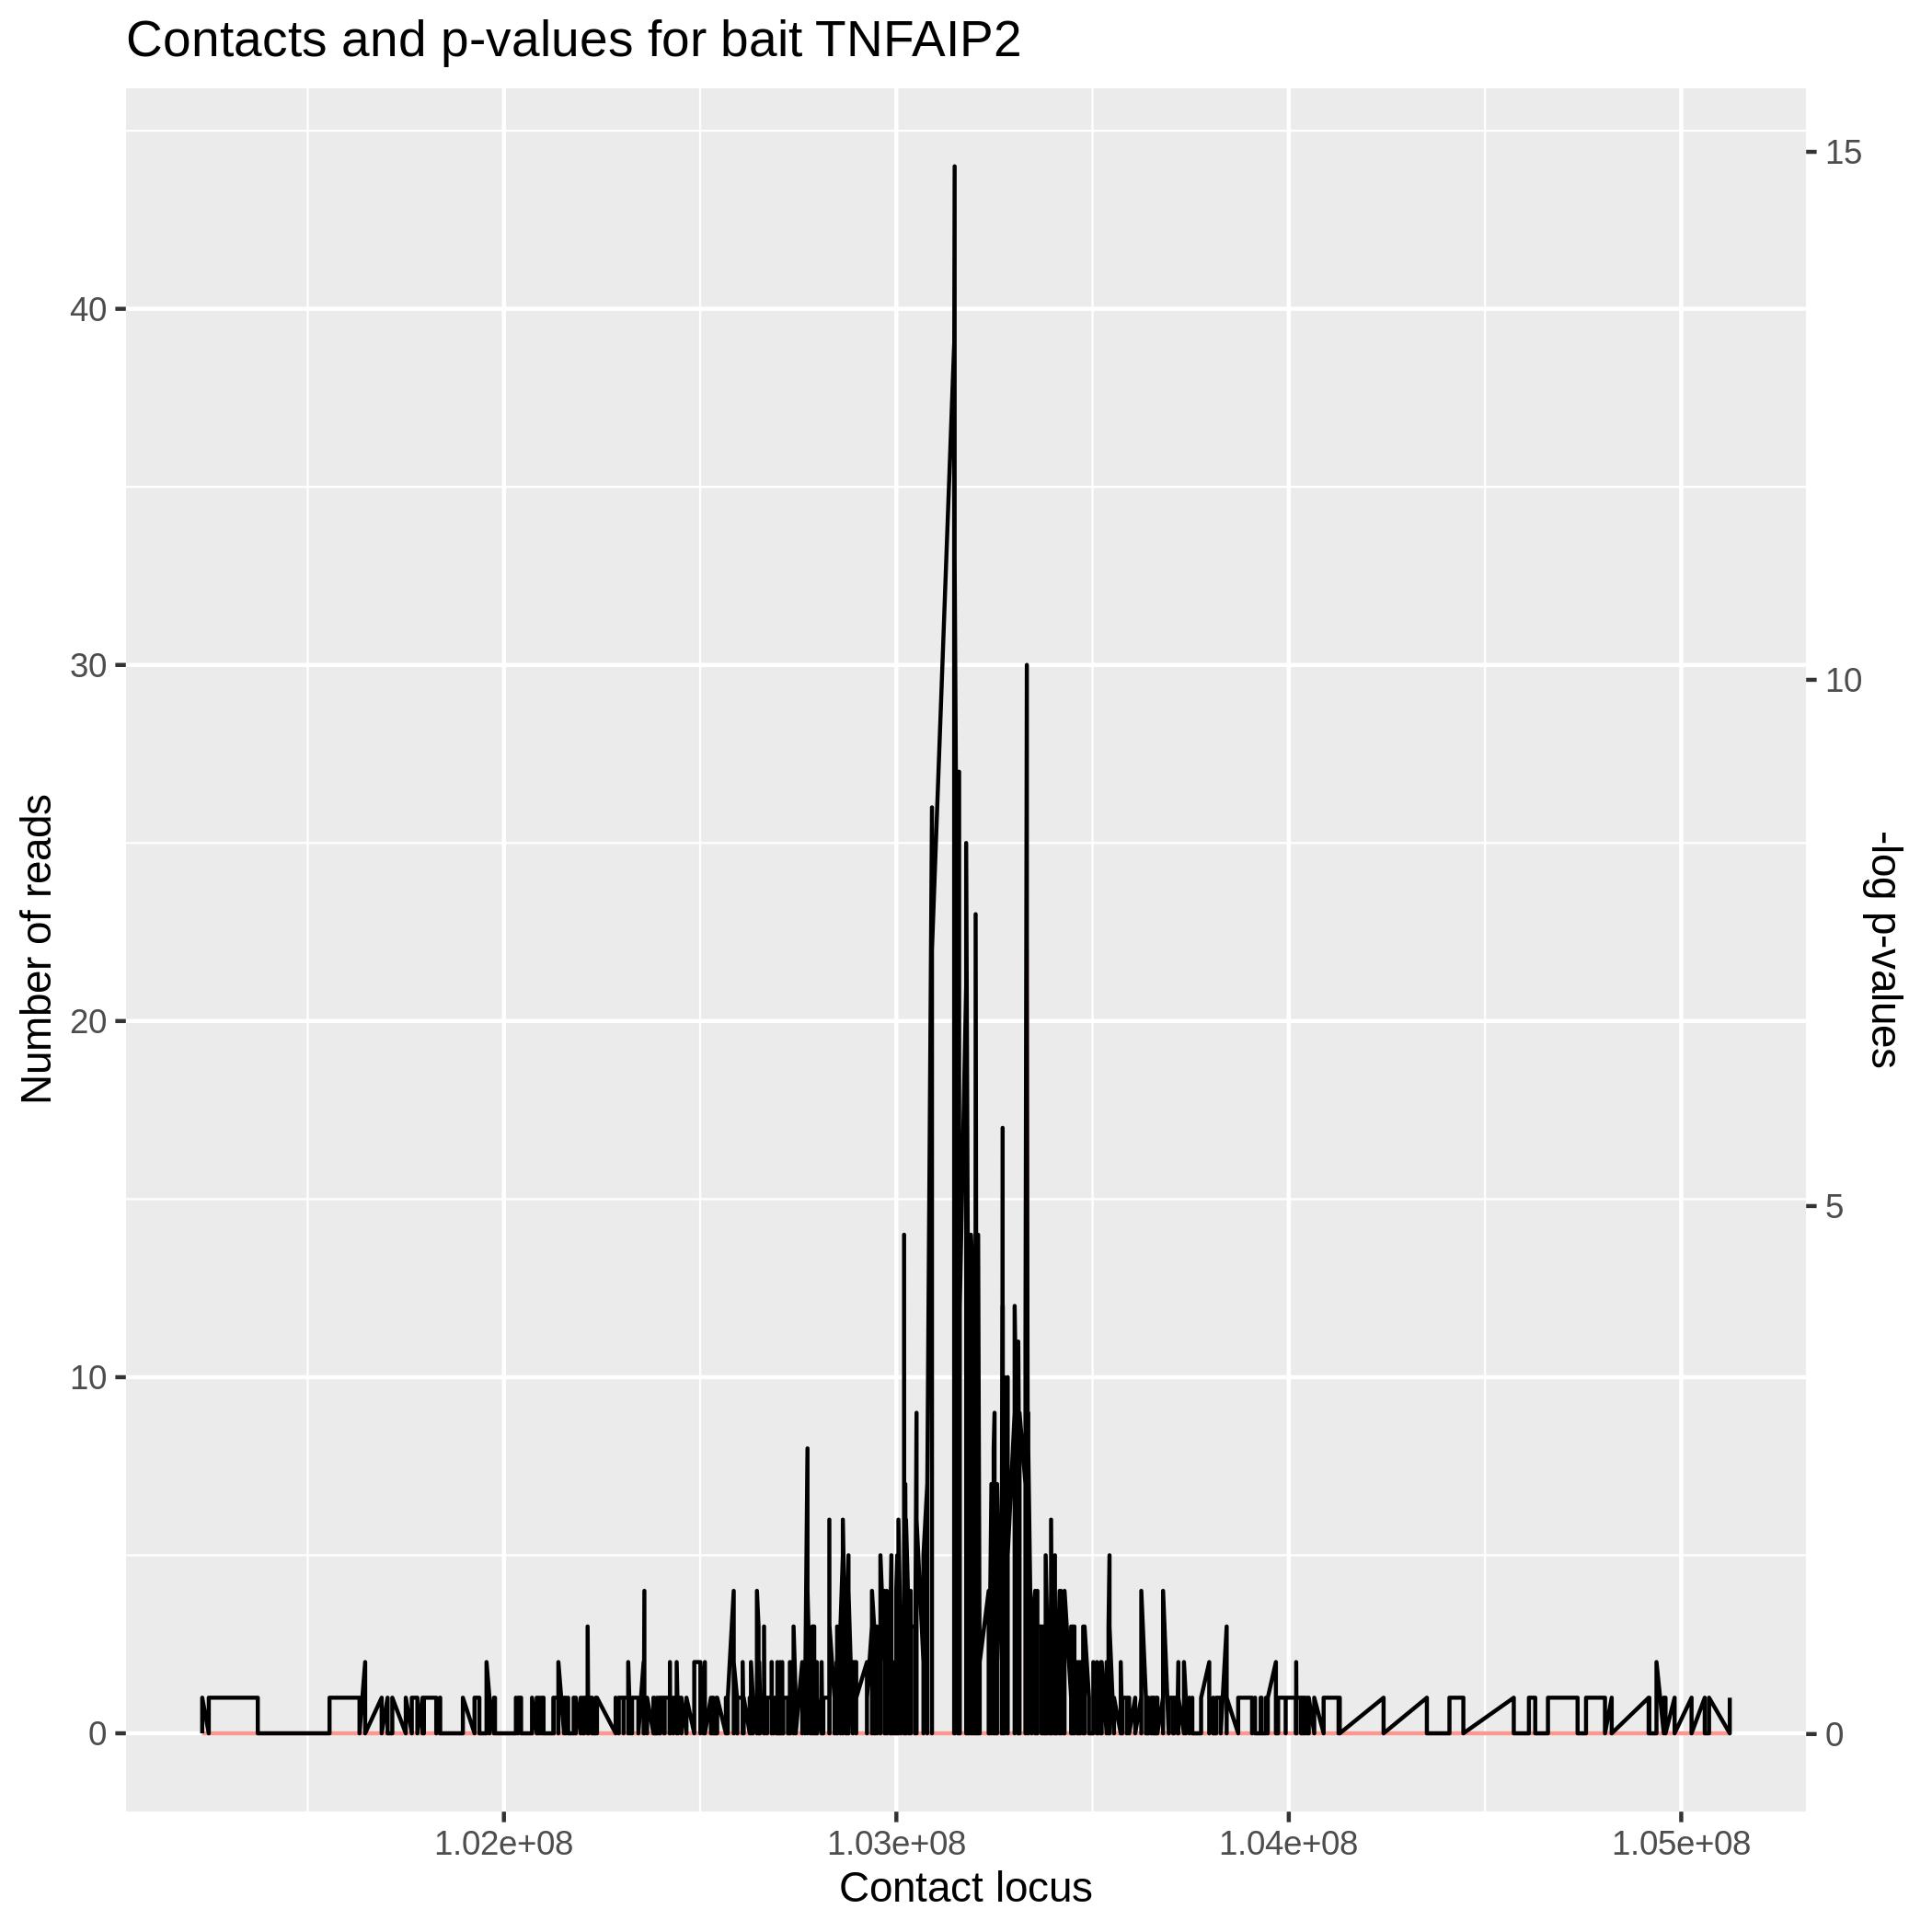 Contacts and p-values for bait TNFAIP2
Number of reads
40
30
20
10
0
15
10
5
0
-log p-values
1.02e+08 1.03e+08 1.04e+08 1.05e+08
Contact locus